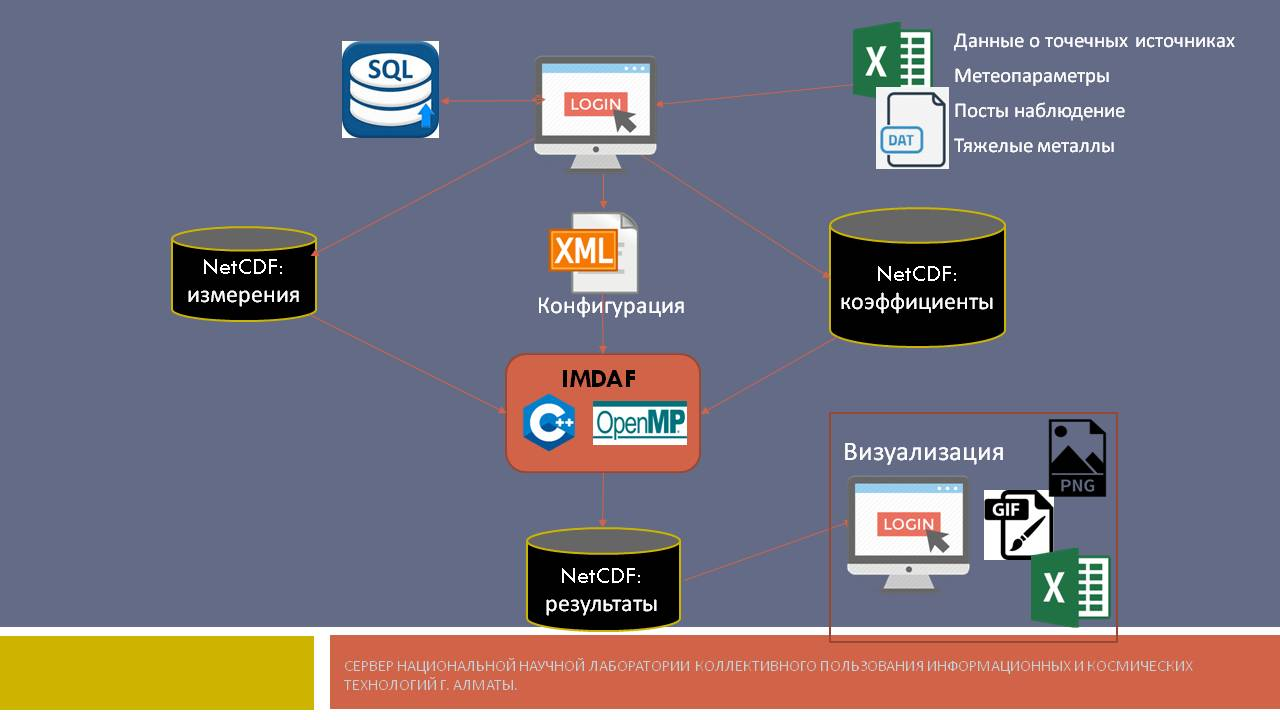 SQL
LOGIN
X
DAT
Данные о точечных источниках
Метеопараметры
Посты наблюдение
Тяжелые металлы
NetCDF:
измерения
XML
Конфигурация
NetCDF:
коэффициенты
IMDAF
C++
OpenMP
Визуализация
PNG
LOGIN
GIF
X
NetCDF:
результаты
СЕРВЕР НАЦИОНАЛЬНОЙ НАУЧНОЙ ЛАБОРАТОРИИ КОЛЛЕКТИВНОГО ПОЛЬЗОВАНИЯ ИНФОРМАЦИОННЫХ И КОСМИЧЕСКИХ
ТЕХНОЛОГИЙ Г. АЛМАТЫ.